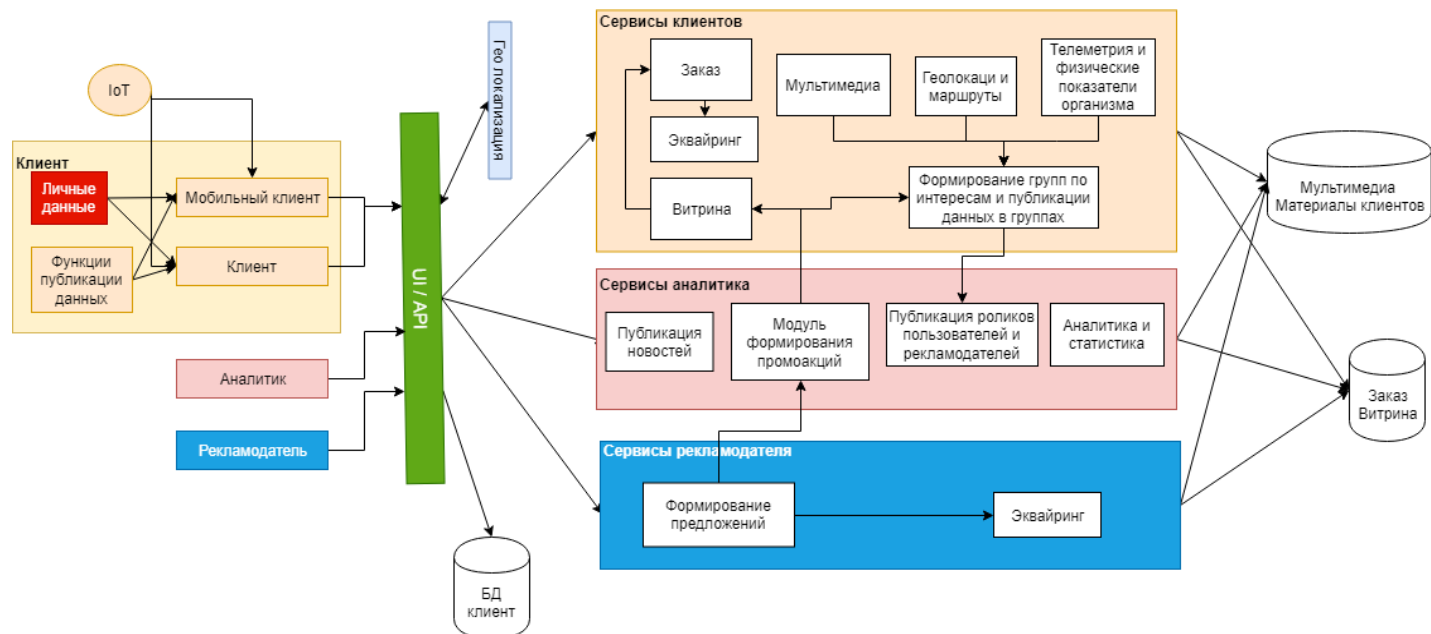 IoT
Клиент
Личные
данные
Функции
публикации
данных
Мобильный клиент
Клиент
Аналитик
Рекламодатель
UI / API
Гео локализация
БД
клиент
Сервисы клиентов
Заказ
Эквайринг
Витрина
Мультимедиа
Геолокаци и
маршруты
Телеметрия и
физические
показатели
организма
Формирование групп по
интересам и публикации
данных в группах
Сервисы аналитика
Публикация
новостей
Модуль
формирования
промоакций
Публикация роликов
пользователей и
рекламодателей
Аналитика и
статистика
Сервисы рекламодателя
Формирование
предложений
Эквайринг
Мультимедиа
Материалы клиентов
Заказ
Витрина